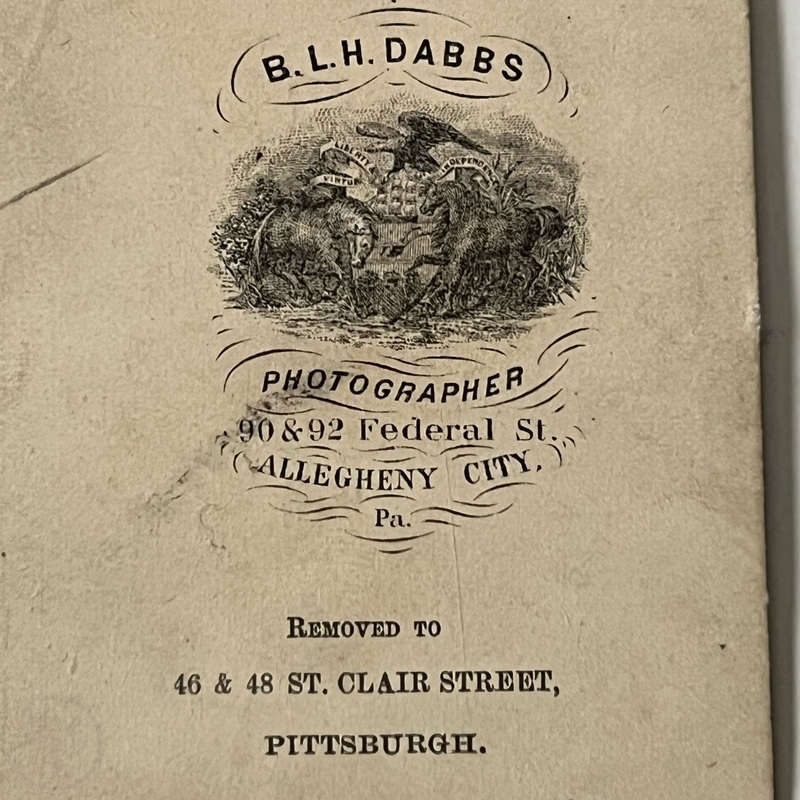 B. L. H. DABBS
LIBERTY
VIRTUE
INDEPENDENCE
PHOTOGRAPHER
90 & 92 Federal St.
ALLEGHENY CITY,
Pa.
REMOVED TO
46 & 48 ST. CLAIR STREET,
PITTSBURGH.